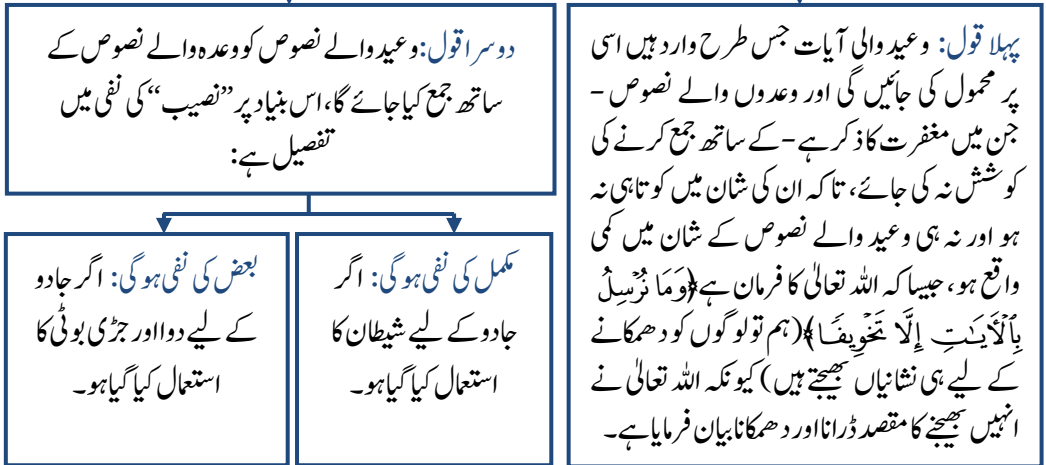 پہلا قول: وعید والی آیات جس طرح وارد ہیں اسی
پر محمول کی جائیں گی اور وعدوں والے نصوص -
جن میں مغفرت کا ذکر ہے - کے ساتھ جمع کرنے کی
کوشش نہ کی جائے، تاکہ ان کی شان میں کوتاہی نہ
ہو اور نہ ہی وعید والے نصوص کے شان میں کمی
واقع ہو، جیسا کہ اللہ تعالیٰ کا فرمان ہے ﴿وَمَا نُرۡسِلُ
بِٱلۡأٓيَٰتِ إِلَّا تَخۡوِيفٗا﴾ (ہم تو لوگوں کو دھمکانے
کے لیے ہی نشانیاں بھیجتے ہیں) کیونکہ اللہ تعالیٰ نے
انہیں بھیجنے کا مقصد ڈرانا اور دھمکانا بیان فرمایا ہے۔
دوسرا قول: وعید والے نصوص کو وعدہ والے نصوص کے
ساتھ جمع کیا جائے گا، اس بنیاد پر ”نصیب“ کی نفی میں
تفصیل ہے:
مکمل کی نفی ہوگی: اگر
جادو کے لیے شیطان کا
استعمال کیا گیا ہو۔
بعض کی نفی ہوگی: اگر جادو
کے لیے دوا اور جڑی بوٹی کا
استعمال کیا گیا ہو۔